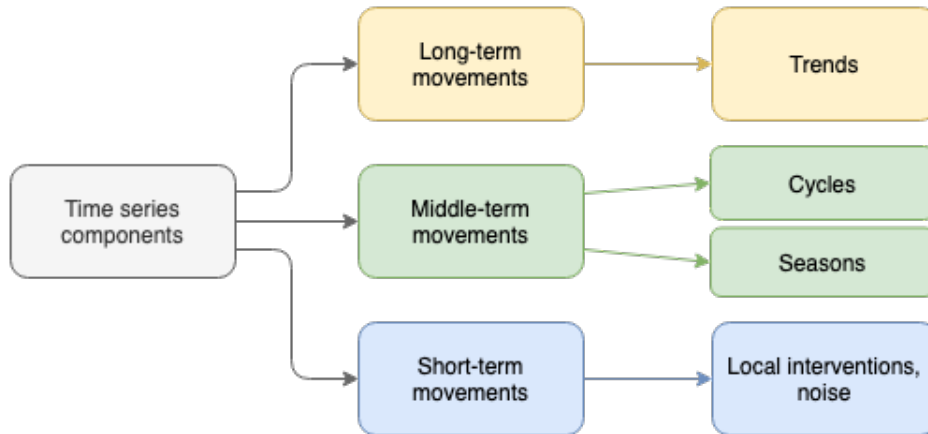 Long-term
movements
Trends
Time series
components
Middle-term
movements
Cycles
Seasons
Short-term
movements
Local interventions,
noise